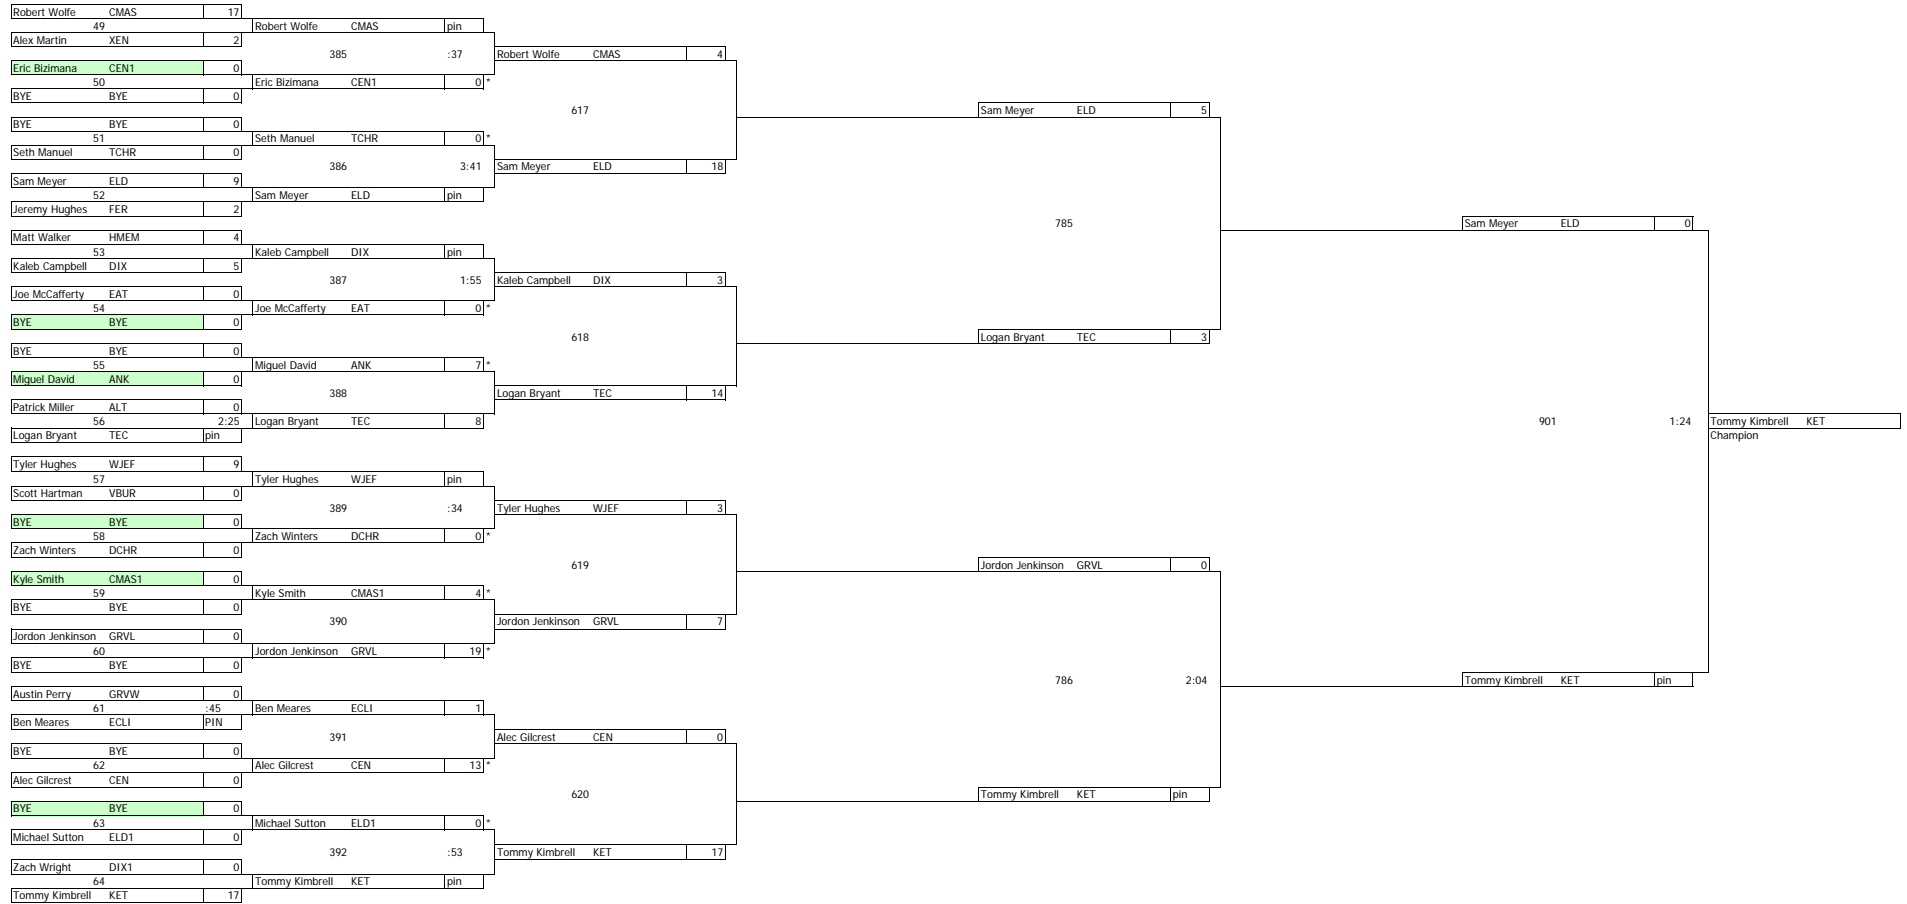 Robert Wolfe CMAS 17
49
Alex Martin XEN 2
Eric Bizimana CEN1 0
50
BYE BYE 0
BYE BYE 0
51
Seth Manuel TCHR 0
Sam Meyer ELD 9
52
Jeremy Hughes FER 2
Matt Walker HMEM 4
53
Kaleb Campbell DIX 5
Joe McCafferty EAT 0
54
BYE BYE 0
BYE BYE 0
55
Miguel David ANK 0
Patrick Miller ALT 0
56 2:25
Logan Bryant TEC pin
Tyler Hughes WJEF 9
57
Scott Hartman VBUR 0
BYE BYE 0
58
Zach Winters DCHR 0
Kyle Smith CMAS1 0
59
BYE BYE 0
Jordon Jenkinson GRVL 0
60
BYE BYE 0
Austin Perry GRVW 0
61 :45
Ben Meares ECLI PIN
BYE BYE 0
62
Alec Gilcrest CEN 0
BYE BYE 0
63
Michael Sutton ELD1 0
Zach Wright DIX1 0
64
Tommy Kimbrell KET 17
Robert Wolfe CMAS pin
385 :37
Eric Bizimana CEN1 0 *
Seth Manuel TCHR 0 *
386 3:41
Sam Meyer ELD pin
Kaleb Campbell DIX pin
387 1:55
Joe McCafferty EAT 0 *
Miguel David ANK 7 *
388
Logan Bryant TEC 8
Tyler Hughes WJEF pin
389 :34
Zach Winters DCHR 0 *
Kyle Smith CMAS1 4 *
390
Jordon Jenkinson GRVL 19 *
Ben Meares ECLI 1
391
Alec Gilcrest CEN 13 *
Michael Sutton ELD1 0 *
392 :53
Tommy Kimbrell KET pin
Robert Wolfe CMAS 4
617
Sam Meyer ELD 18
Kaleb Campbell DIX 3
618
Logan Bryant TEC 14
Tyler Hughes WJEF 3
619
Jordon Jenkinson GRVL 7
Alec Gilcrest CEN 0
620
Tommy Kimbrell KET 17
Sam Meyer ELD 5
785
Logan Bryant TEC 3
Jordon Jenkinson GRVL 0
786 2:04
Tommy Kimbrell KET pin
Sam Meyer ELD 0
901 1:24
Tommy Kimbrell KET pin
Tommy Kimbrell KET
Champion